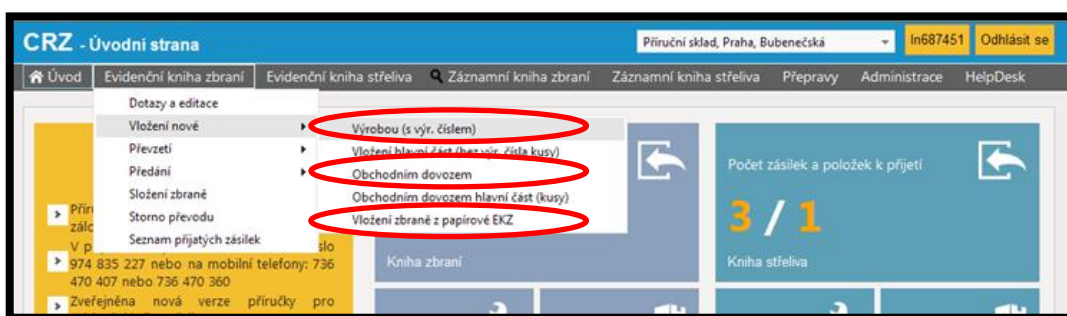 CRZ - Úvodní strana
Příruční sklad, Praha, Bubenečská
ln687451
Odhlásit se
Úvod
Evidenční kniha zbraní
Evidenční kniha střeliva
Záznamní kniha zbraní
Záznamní kniha střeliva
Přepravy
Administrace
HelpDesk
Dotazy a editace
Vložení nové
Převzetí
Předání
Složení zbraně
Storno převodu
Seznam přijatých zásilek
Výrobou (s výr. číslem)
Vložení hlavní část (bez výr. čísla kusy)
Obchodním dovozem
Obchodním dovozem hlavní část (kusy)
Vložení zbraně z papírové EKZ
974 835 227 nebo na mobilní telefony: 736
470 407 nebo 736 470 360
Zveřejněna nová verze příručky pro
Kniha zbraní
Počet zásilek a položek k přijetí
3 / 1
Kniha střeliva